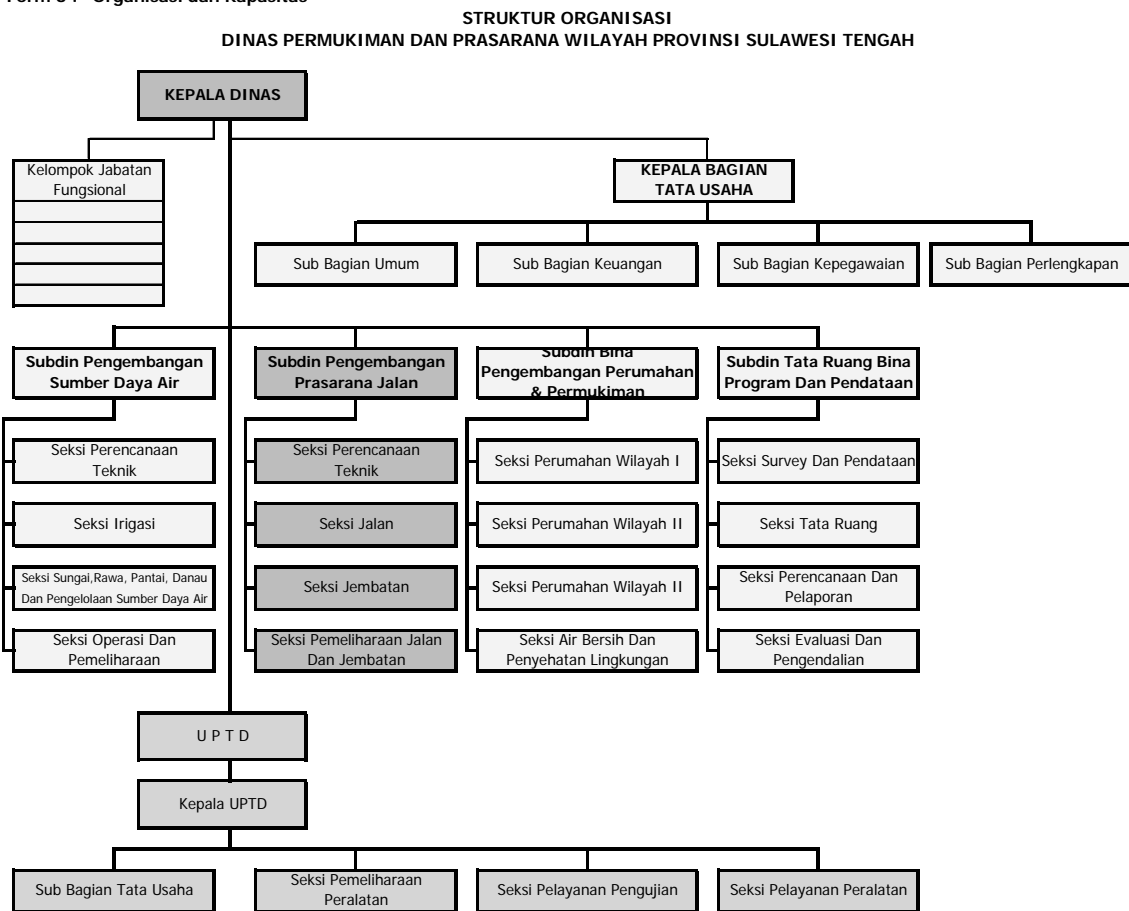 STRUKTUR ORGANISASI
DINAS PERMUKIMAN DAN PRASARANA WILAYAH PROVINSI SULAWESI TENGAH
KEPALA DINAS
Kelompok Jabatan
Fungsional
KEPALA BAGIAN
TATA USAHA
Sub Bagian Umum
Sub Bagian Keuangan
Sub Bagian Kepegawaian
Sub Bagian Perlengkapan
Subdin Pengembangan
Sumber Daya Air
Subdin Pengembangan
Prasarana Jalan
Subdin Bina
Pengembangan Perumahan
& Permukiman
Subdin Tata Ruang Bina
Program Dan Pendataan
Seksi Perencanaan
Teknik
Seksi Perencanaan
Teknik
Seksi Perumahan Wilayah I
Seksi Survey Dan Pendataan
Seksi Irigasi
Seksi Jalan
Seksi Perumahan Wilayah II
Seksi Tata Ruang
Seksi Sungai,Rawa, Pantai, Danau
Dan Pengelolaan Sumber Daya Air
Seksi Jembatan
Seksi Perumahan Wilayah II
Seksi Perencanaan Dan
Pelaporan
Seksi Operasi Dan
Pemeliharaan
Seksi Pemeliharaan Jalan
Dan Jembatan
Seksi Air Bersih Dan
Penyehatan Lingkungan
Seksi Evaluasi Dan
Pengendalian
U P T D
Kepala UPTD
Sub Bagian Tata Usaha
Seksi Pemeliharaan
Peralatan
Seksi Pelayanan Pengujian
Seksi Pelayanan Peralatan